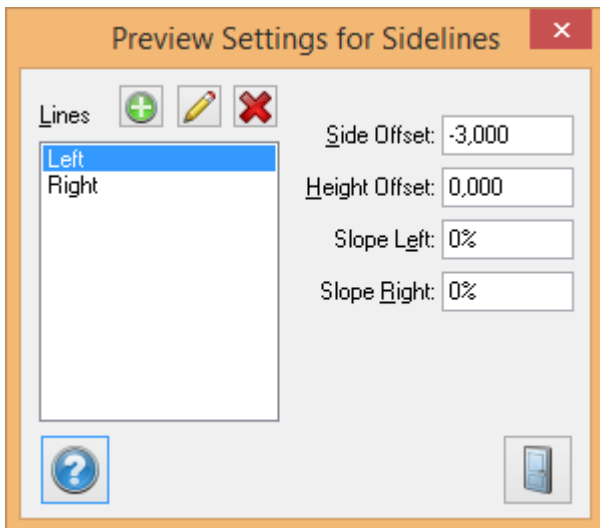 Preview Settings for Sidelines
Lines
Left
Right
Side Offset: -3,000
Height Offset: 0,000
Slope Left: 0%
Slope Right: 0%